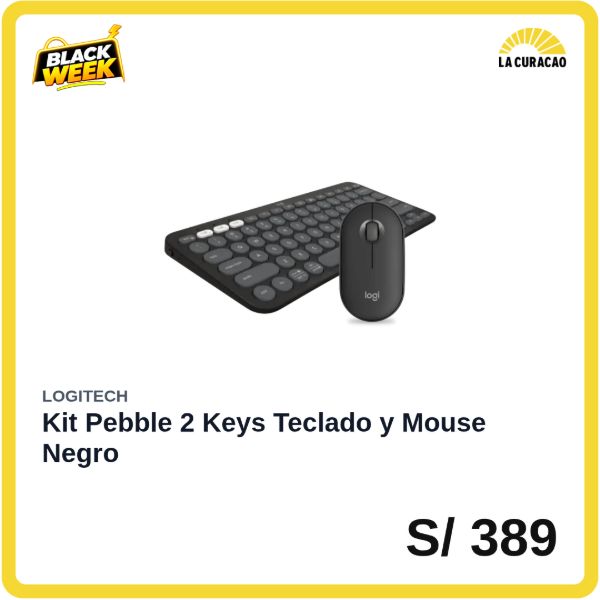 BLACK
WEEK
LA CURACAO
logi
LOGITECH
Kit Pebble 2 Keys Teclado y Mouse
Negro
S/ 389